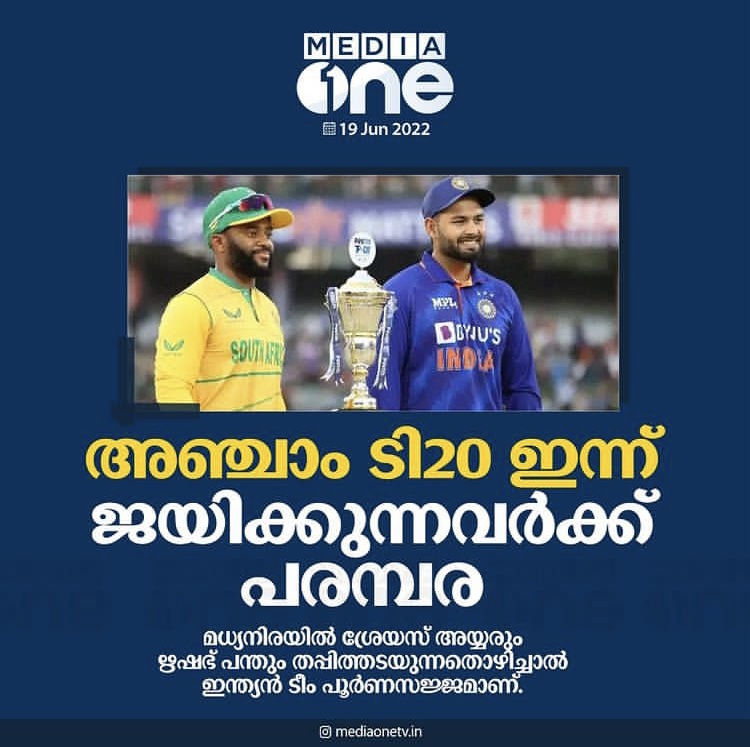 MEDIA
one
19 Jun 2022
MPL
BYJU'S
SOUTH AFRI
INDIA
അഞ്ചാം ടി20 ഇന്ന്
ജയിക്കുന്നവർക്ക്
പരമ്പര
മധ്യനിരയിൽ ശ്രേയസ് അയ്യരും
ഋഷഭ് പന്തും തപ്പിത്തടയുന്നതൊഴിച്ചാൽ
ഇന്ത്യൻ ടീം പൂർണസജ്ജമാണ്.
mediaonetv.in